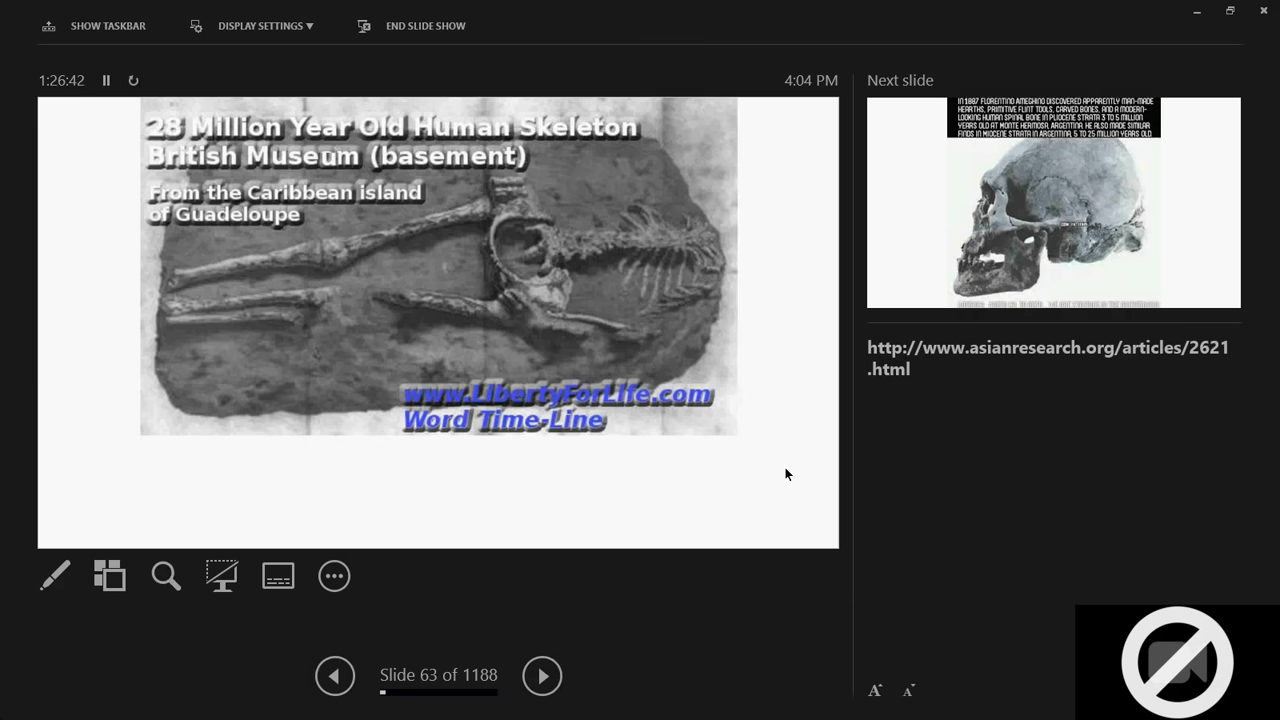 SHOW TASKBAR
DISPLAY SETTINGS ▼
END SLIDE SHOW
1:26:42
4:04 PM
28 Million Year Old Human Skeleton
British Museum (basement)
From the Caribbean island
of Guadeloupe
www.LibertyForLife.com
Word Time-Line
Slide 63 of 1188
Next slide
IN 1887 FLORENTINO AMEGHINO DISCOVERED APPARENTLY MAN-MADE
HEARTHS, PRIMITIVE FLINT TOOLS, CARVED BONES, AND A MODERN-
LOOKING HUMAN SPINAL BONE IN PLIOCENE STRATA 3 TO 5 MILLION
YEARS OLD AT MONTE HERMOSA, ARGENTINA. HE ALSO MADE SIMILAR
FINDS IN MIOCENE STRATA IN ARGENTINA, 5 TO 25 MILLION YEARS OLD.
http://www.asianresearch.org/articles/2621
.html
A
A